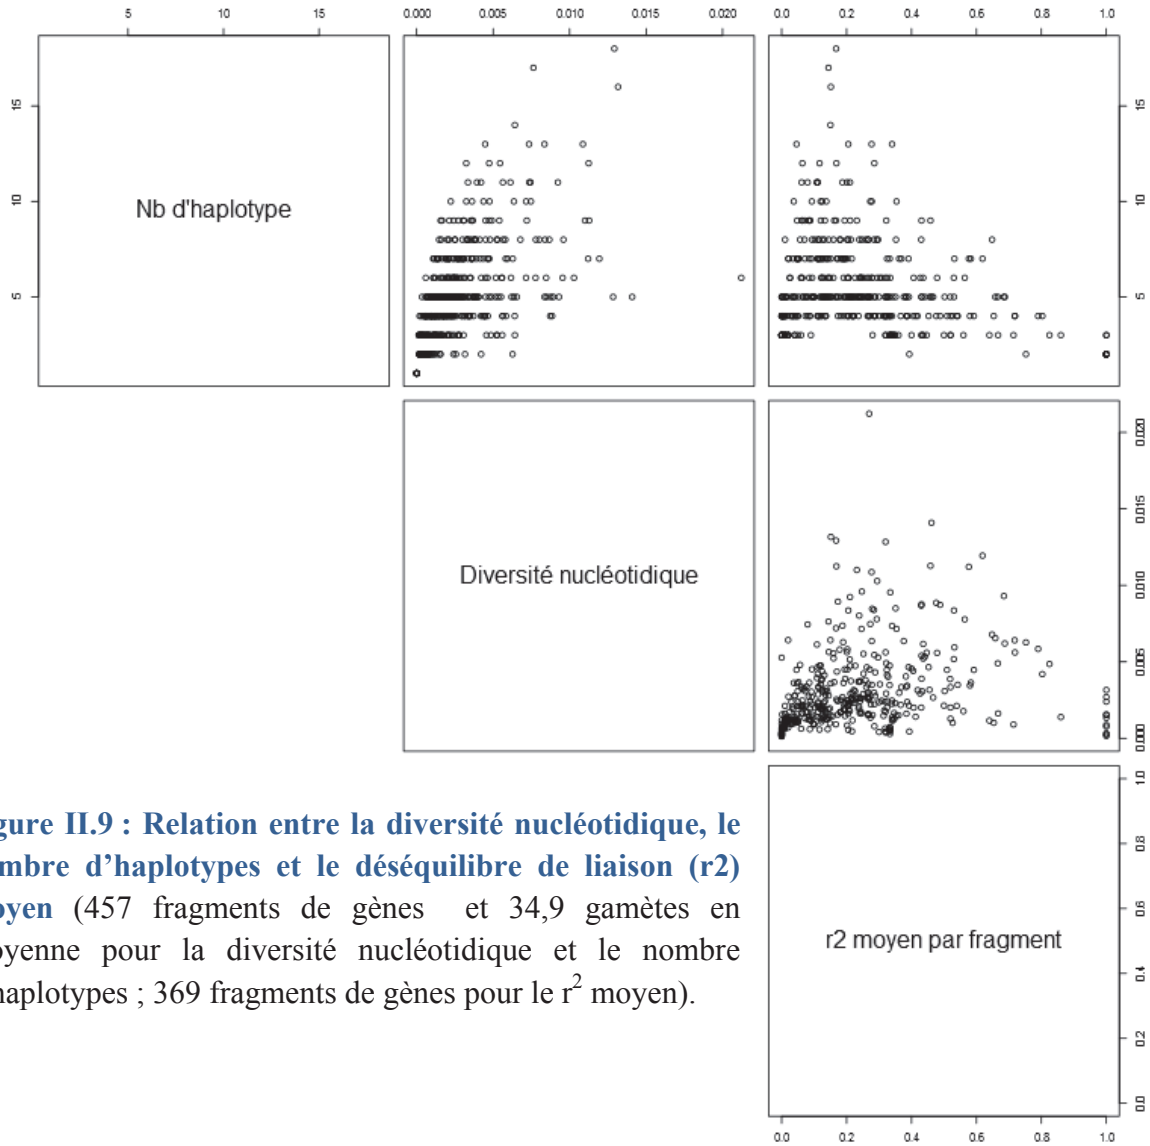 5 10 15
0.000 0.005 0.010 0.015 0.020
0.0 0.2 0.4 0.6 0.8 1.0
15
10
5
Nb d'haplotype
15
10
5
Diversité nucléotidique
0.020
0.015
0.010
0.005
0.000
gure II.9 : Relation entre la diversité nucléotidique, le
mbre d'haplotypes et le déséquilibre de liaison (r2)
oyen (457 fragments de gènes et 34,9 gamètes en
oyenne pour la diversité nucléotidique et le nombre
haplotypes ; 369 fragments de gènes pour le r² moyen).
r2 moyen par fragment
1.0
0.8
0.6
0.4
0.2
0.0
0.0 0.2 0.4 0.6 0.8 1.0